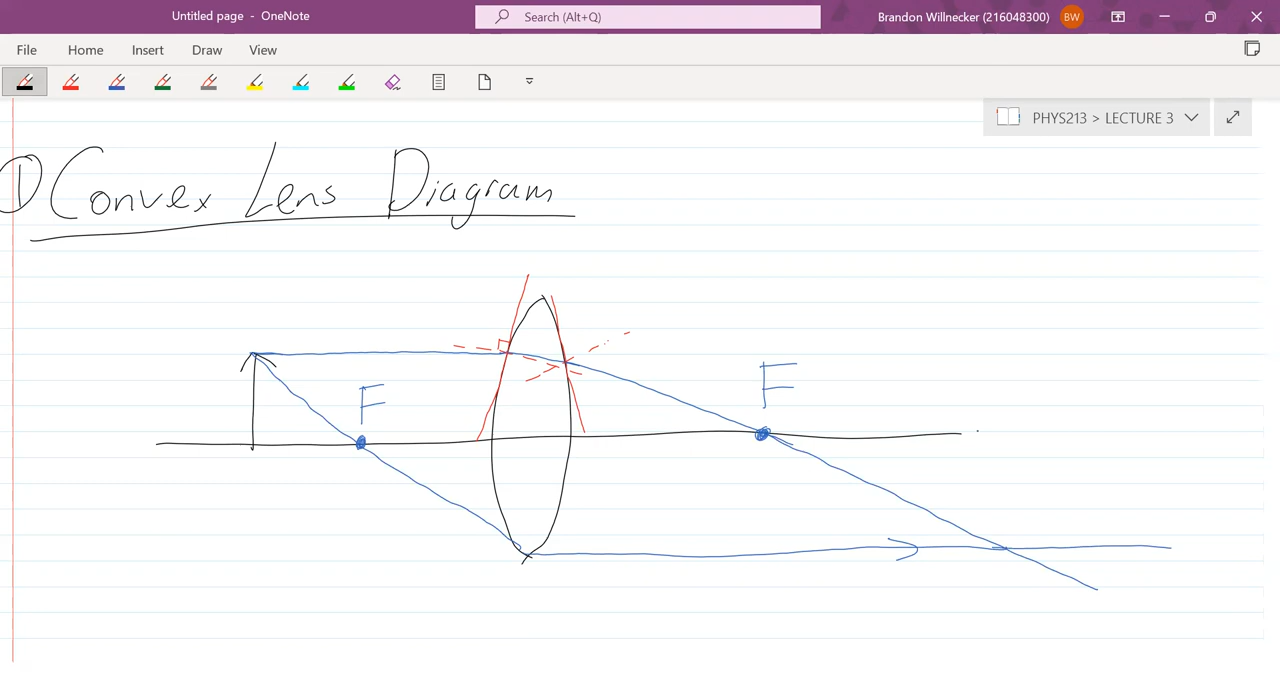 Untitled page - OneNote
Search (Alt+Q)
Brandon Willnecker (216048300)
BW
File Home Insert Draw View
PHYS213 > LECTURE 3
① Convex Lens Diagram
F
F